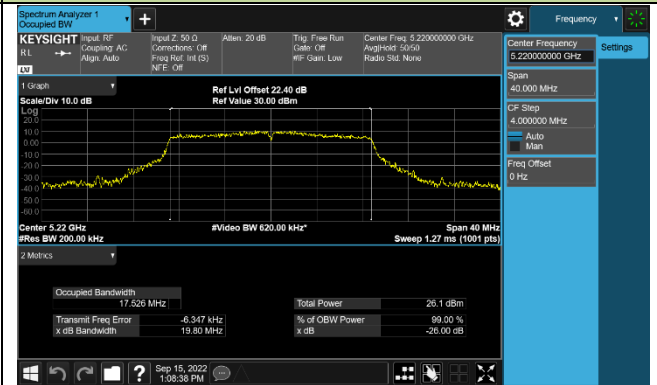 Spectrum Analyzer 1
Occupied BW
+
Frequency
KEYSIGHT
RL
LXI
Input: RF
Coupling: AC
Align: Auto
Input Z: 50 Ω
Corrections: Off
Freq Ref: Int (S)
NFE: Off
Atten: 20 dB
Trig: Free Run
Gate: Off
#IF Gain: Low
Center Freq: 5.220000000 GHz
Avg|Hold: 50/50
Radio Std: None
Center Frequency
5.220000000 GHz
Settings
Span
40.000 MHz
CF Step
4.000000 MHz
Auto
Man
Freq Offset
0 Hz
1 Graph
Scale/Div 10.0 dB
Ref Lvl Offset 22.40 dB
Ref Value 30.00 dBm
Log
20.0
10.0
0.00
-10.0
-20.0
-30.0
-40.0
-50.0
-60.0
Center 5.22 GHz
#Video BW 620.00 kHz*
Span 40 MHz
#Res BW 200.00 kHz
Sweep 1.27 ms (1001 pts)
2 Metrics
Occupied Bandwidth
17.526 MHz
Total Power 26.1 dBm
Transmit Freq Error -6.347 kHz
% of OBW Power 99.00 %
x dB Bandwidth 19.80 MHz
x dB -26.00 dB
?
Sep 15, 2022
1:08:38 PM